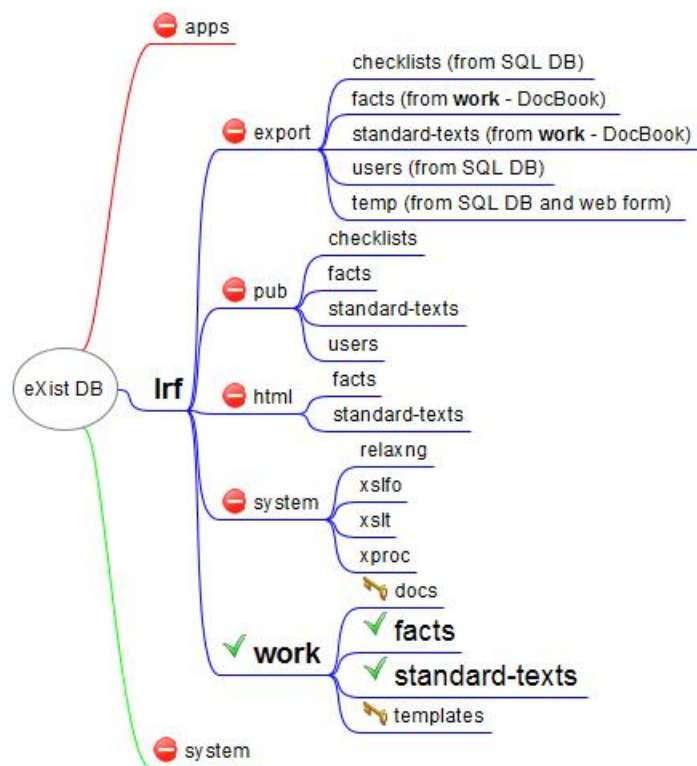 apps
checklists (from SQL DB)
facts (from work - DocBook)
export
standard-texts (from work - DocBook)
users (from SQL DB)
temp (from SQL DB and web form)
checklists
facts
pub
standard-texts
users
eXist DB
lrf
facts
html
standard-texts
relaxng
xslfo
system
xslt
xproc
docs
facts
work
standard-texts
templates
system